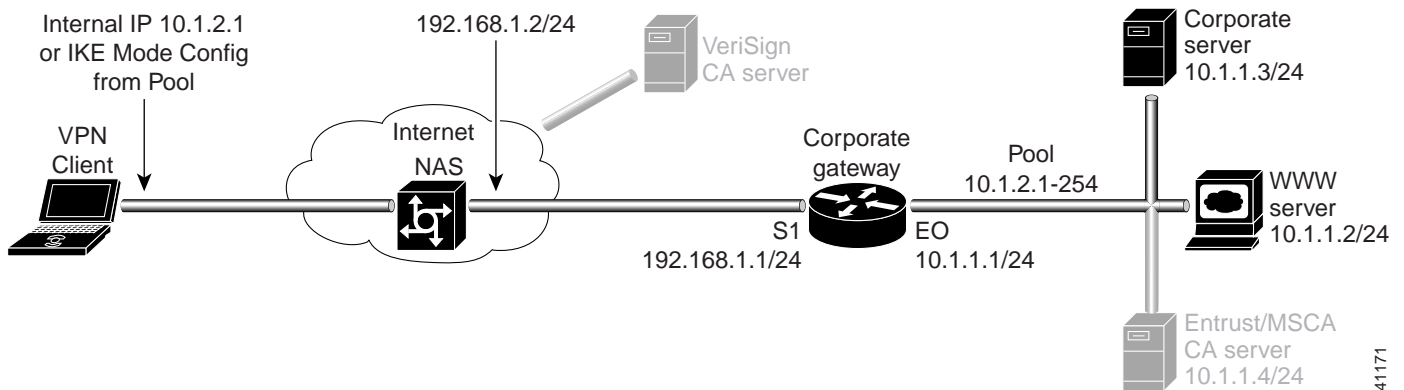 Internal IP 10.1.2.1
or IKE Mode Config
from Pool
192.168.1.2/24
VeriSign
CA server
Corporate
server
10.1.1.3/24
VPN
Client
Internet
NAS
Corporate
gateway
Pool
10.1.2.1-254
WWW
server
10.1.1.2/24
S1
192.168.1.1/24
EO
10.1.1.1/24
Entrust/MSCA
CA server
10.1.1.4/24
41171